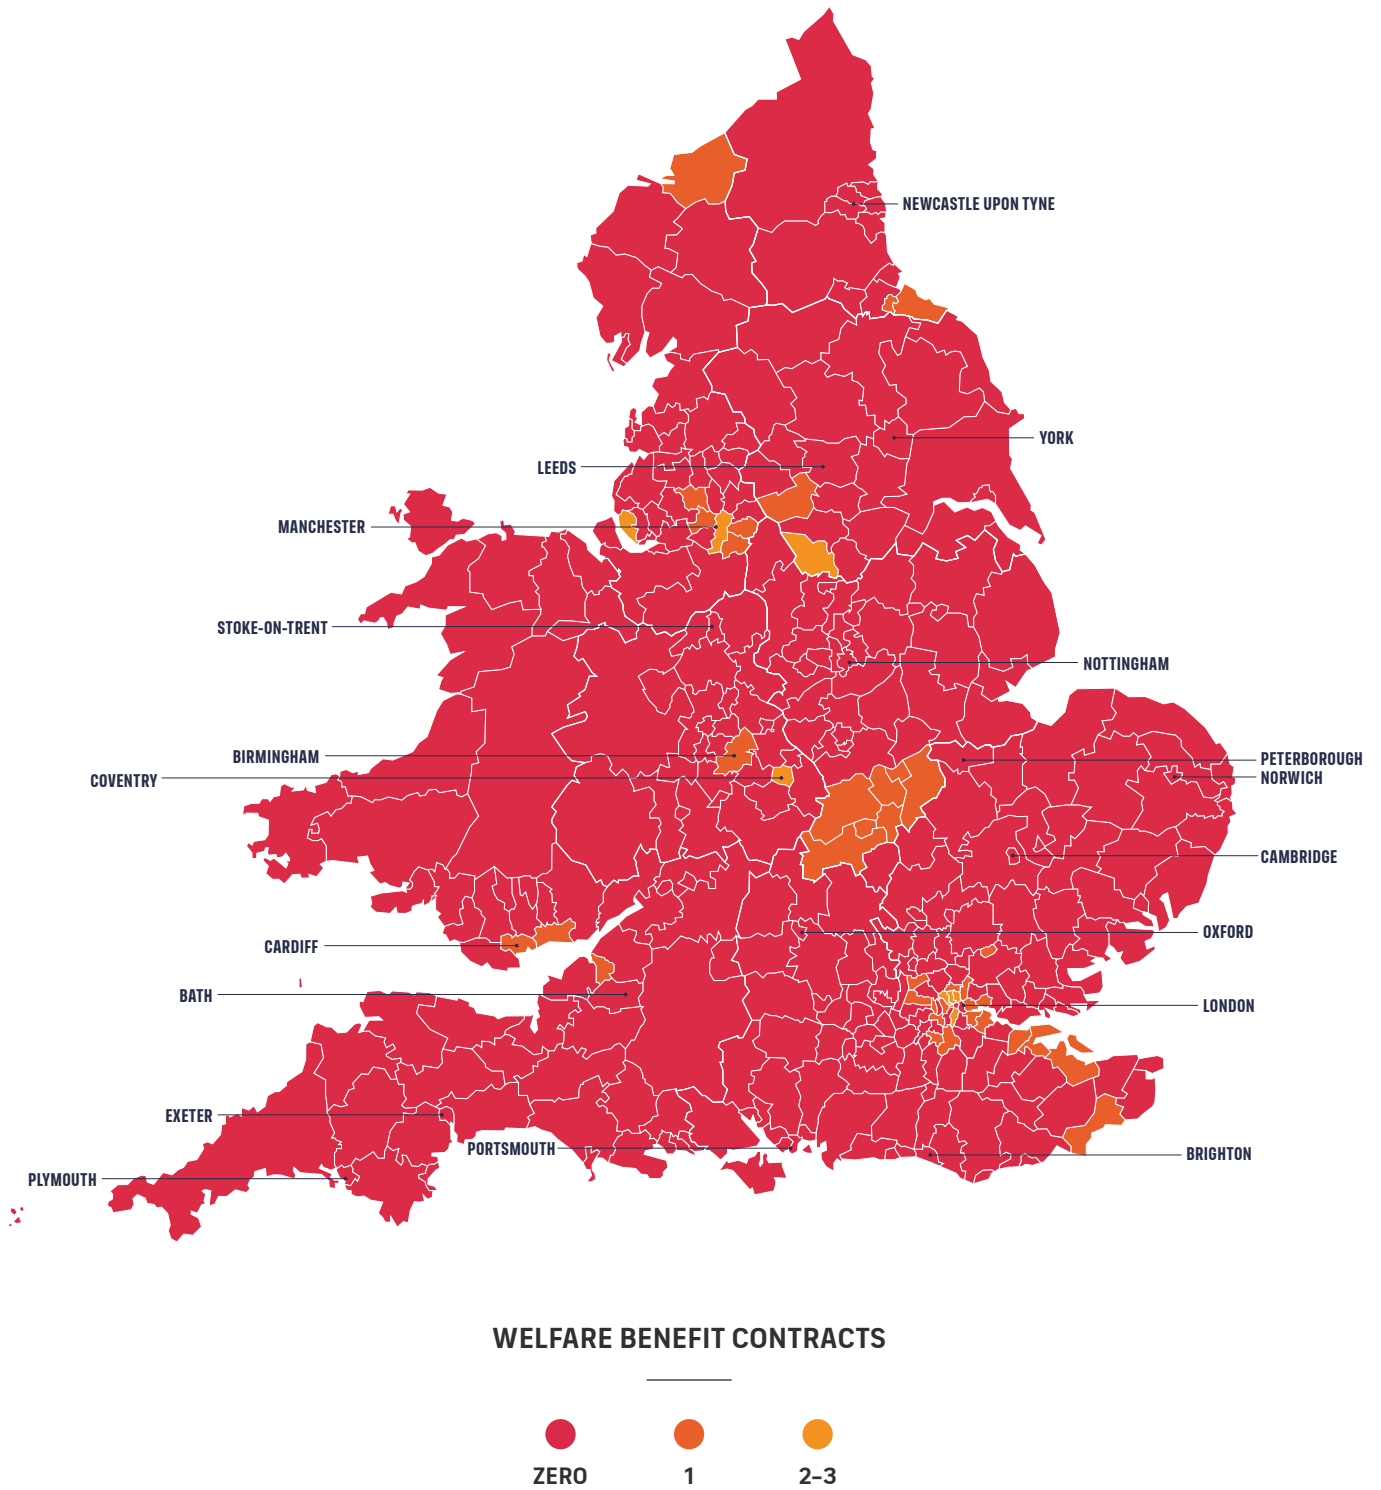 NEWCASTLE UPON TYNE
YORK
LEEDS
MANCHESTER
STOKE-ON-TRENT
NOTTINGHAM
BIRMINGHAM
PETERBOROUGH
COVENTRY
NORWICH
CAMBRIDGE
OXFORD
CARDIFF
BATH
LONDON
EXETER
PORTSMOUTH
BRIGHTON
PLYMOUTH
WELFARE BENEFIT CONTRACTS
ZERO
1
2–3